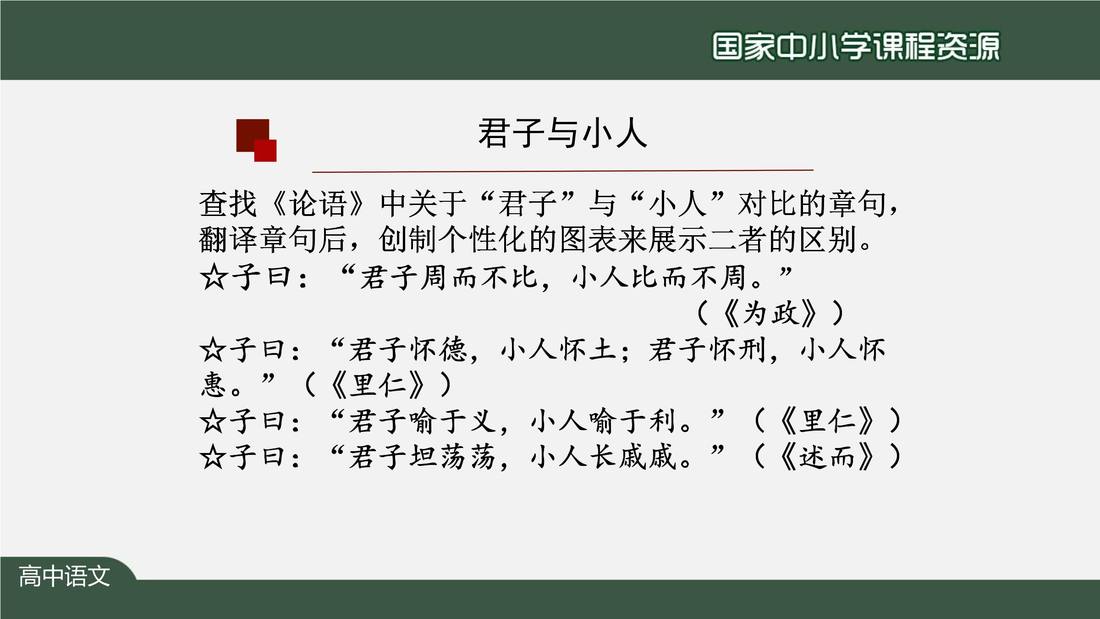 国家中小学课程资源
君子与小人
查找《论语》中关于“君子”与“小人”对比的章句，
翻译章句后，创制个性化的图表来展示二者的区别。
☆子曰：“君子周而不比，小人比而不周。”
（《为政》）
☆子曰：“君子怀德，小人怀土；君子怀刑，小人怀
惠。”（《里仁》）
☆子曰：“君子喻于义，小人喻于利。”（《里仁》）
☆子曰：“君子坦荡荡，小人长戚戚。”（《述而》）
高中语文